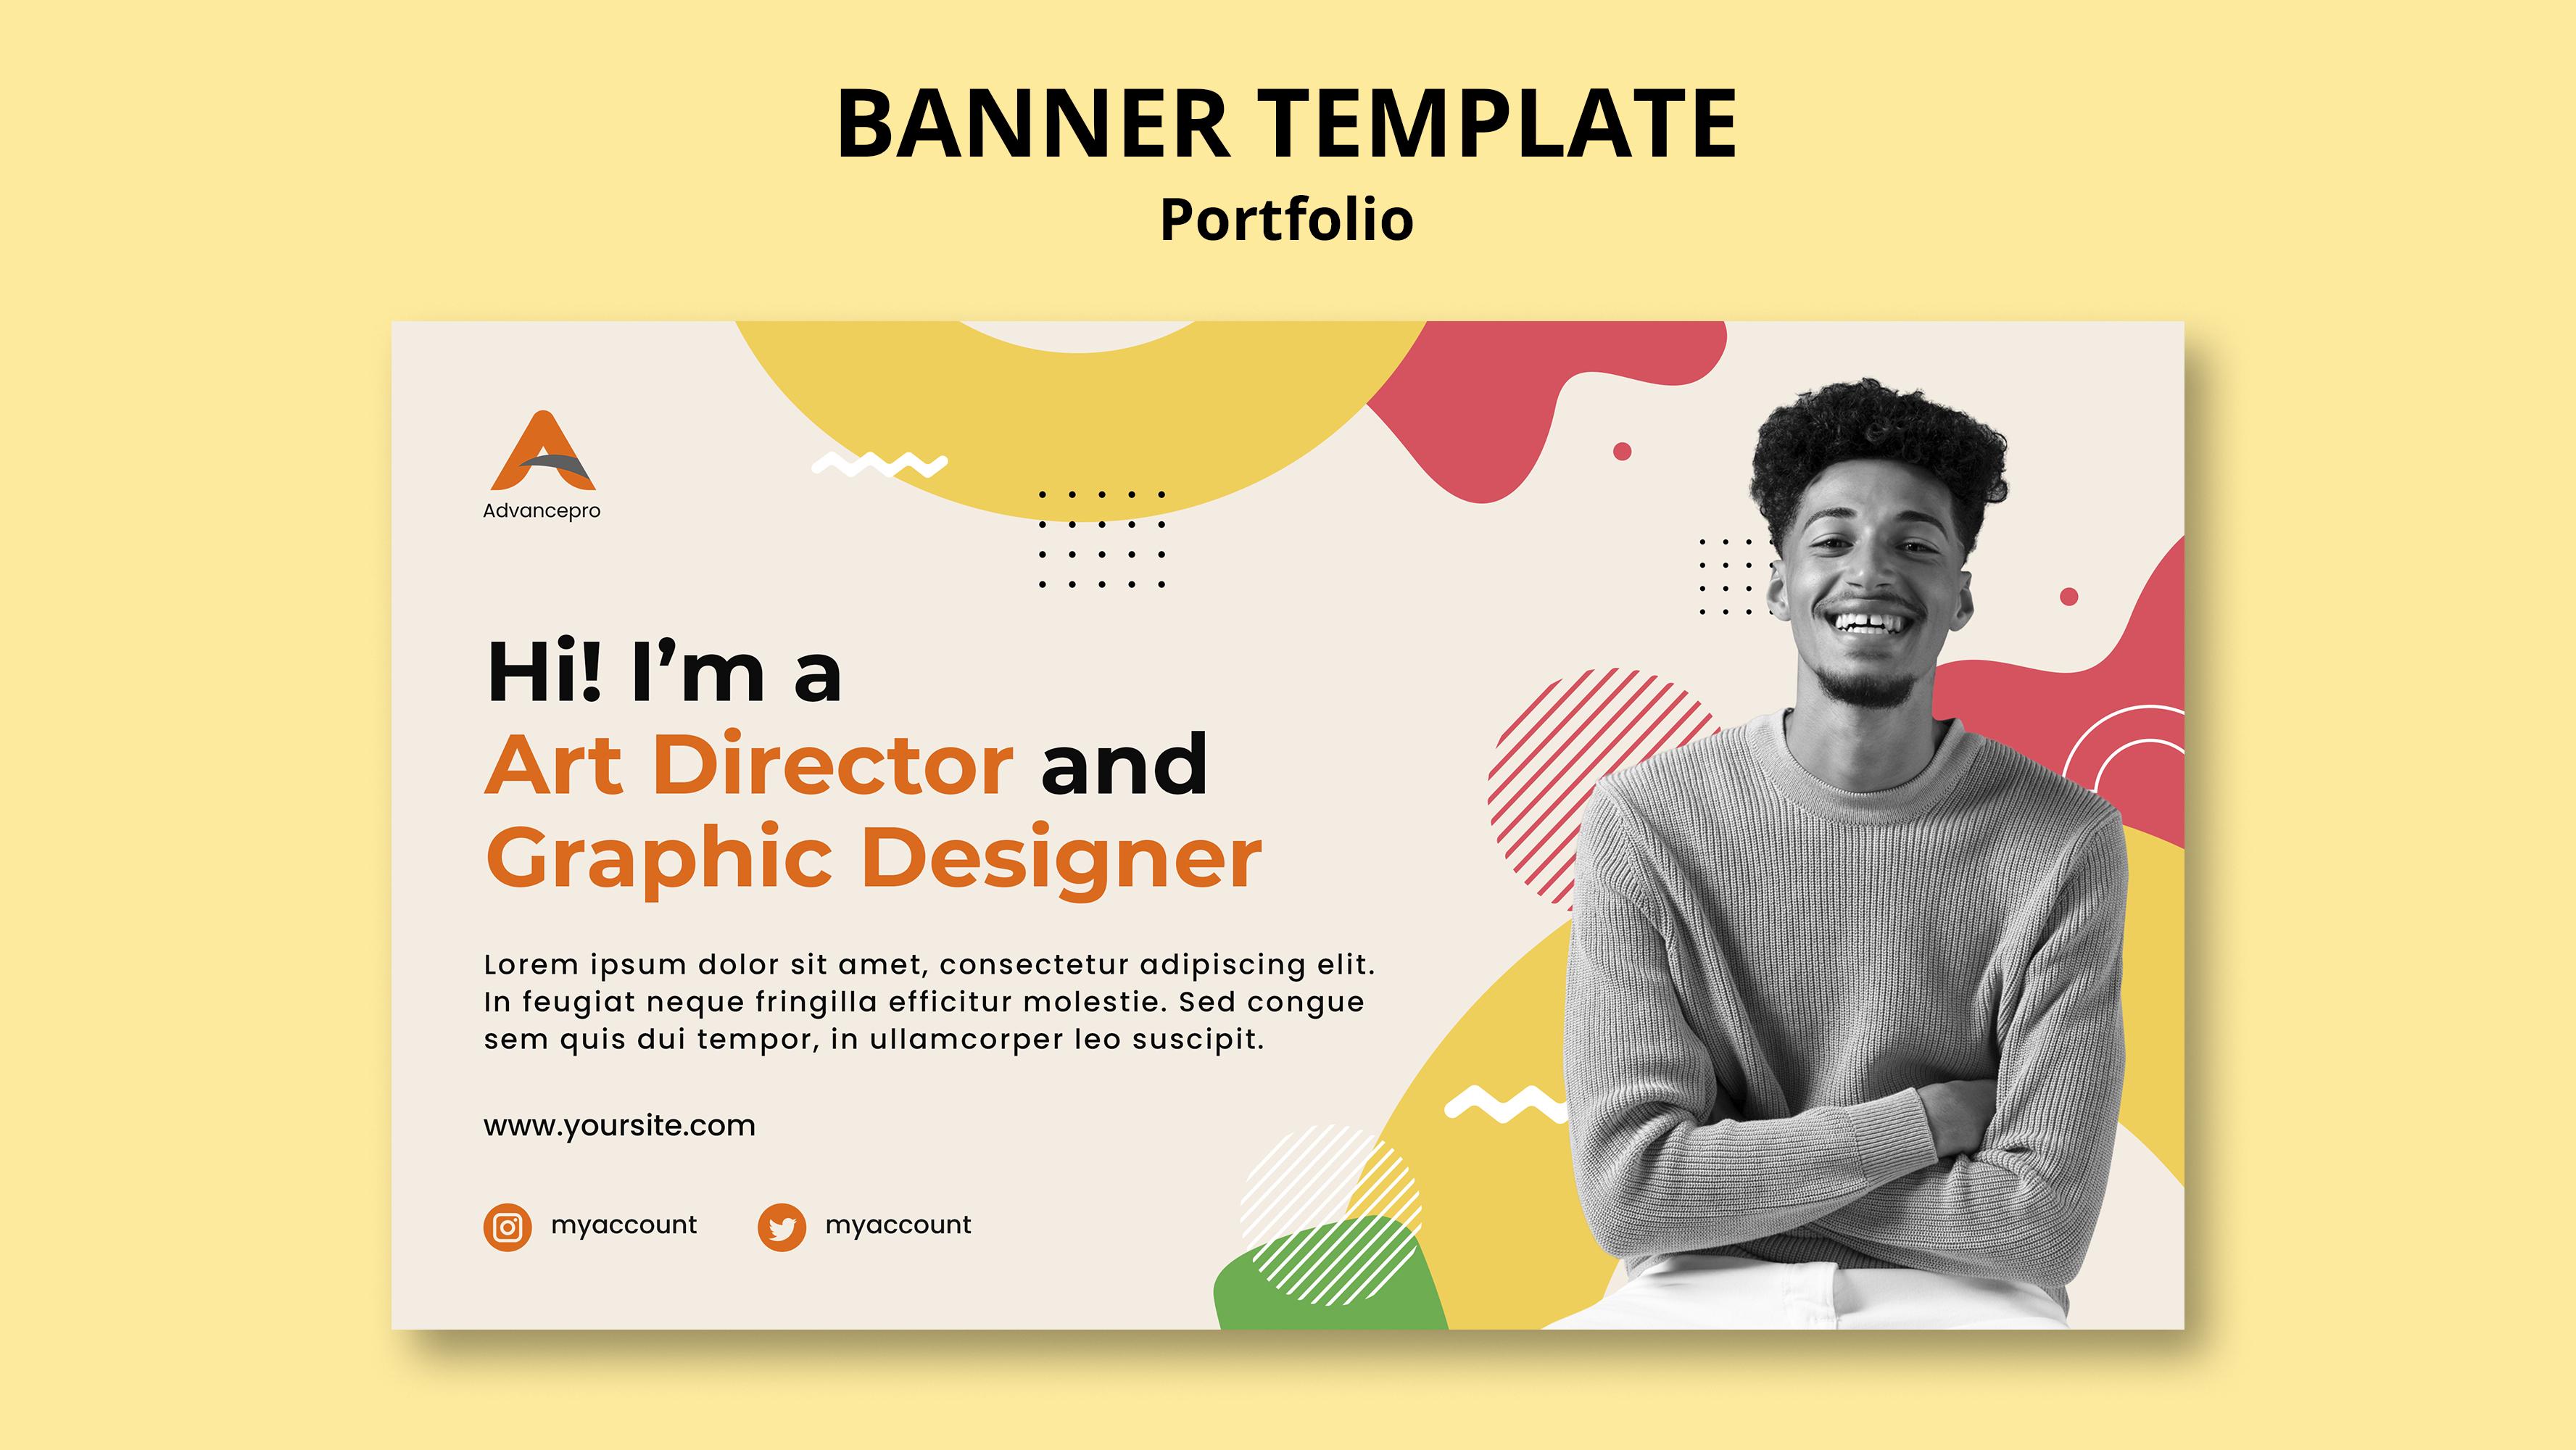 BANNER TEMPLATE
Portfolio
Advancepro
Hi! I’m a
Art Director and
Graphic Designer
Lorem ipsum dolor sit amet, consectetur adipiscing elit.
In feugiat neque fringilla efficitur molestie. Sed congue
sem quis dui tempor, in ullamcorper leo suscipit.
www.yoursite.com
myaccount myaccount